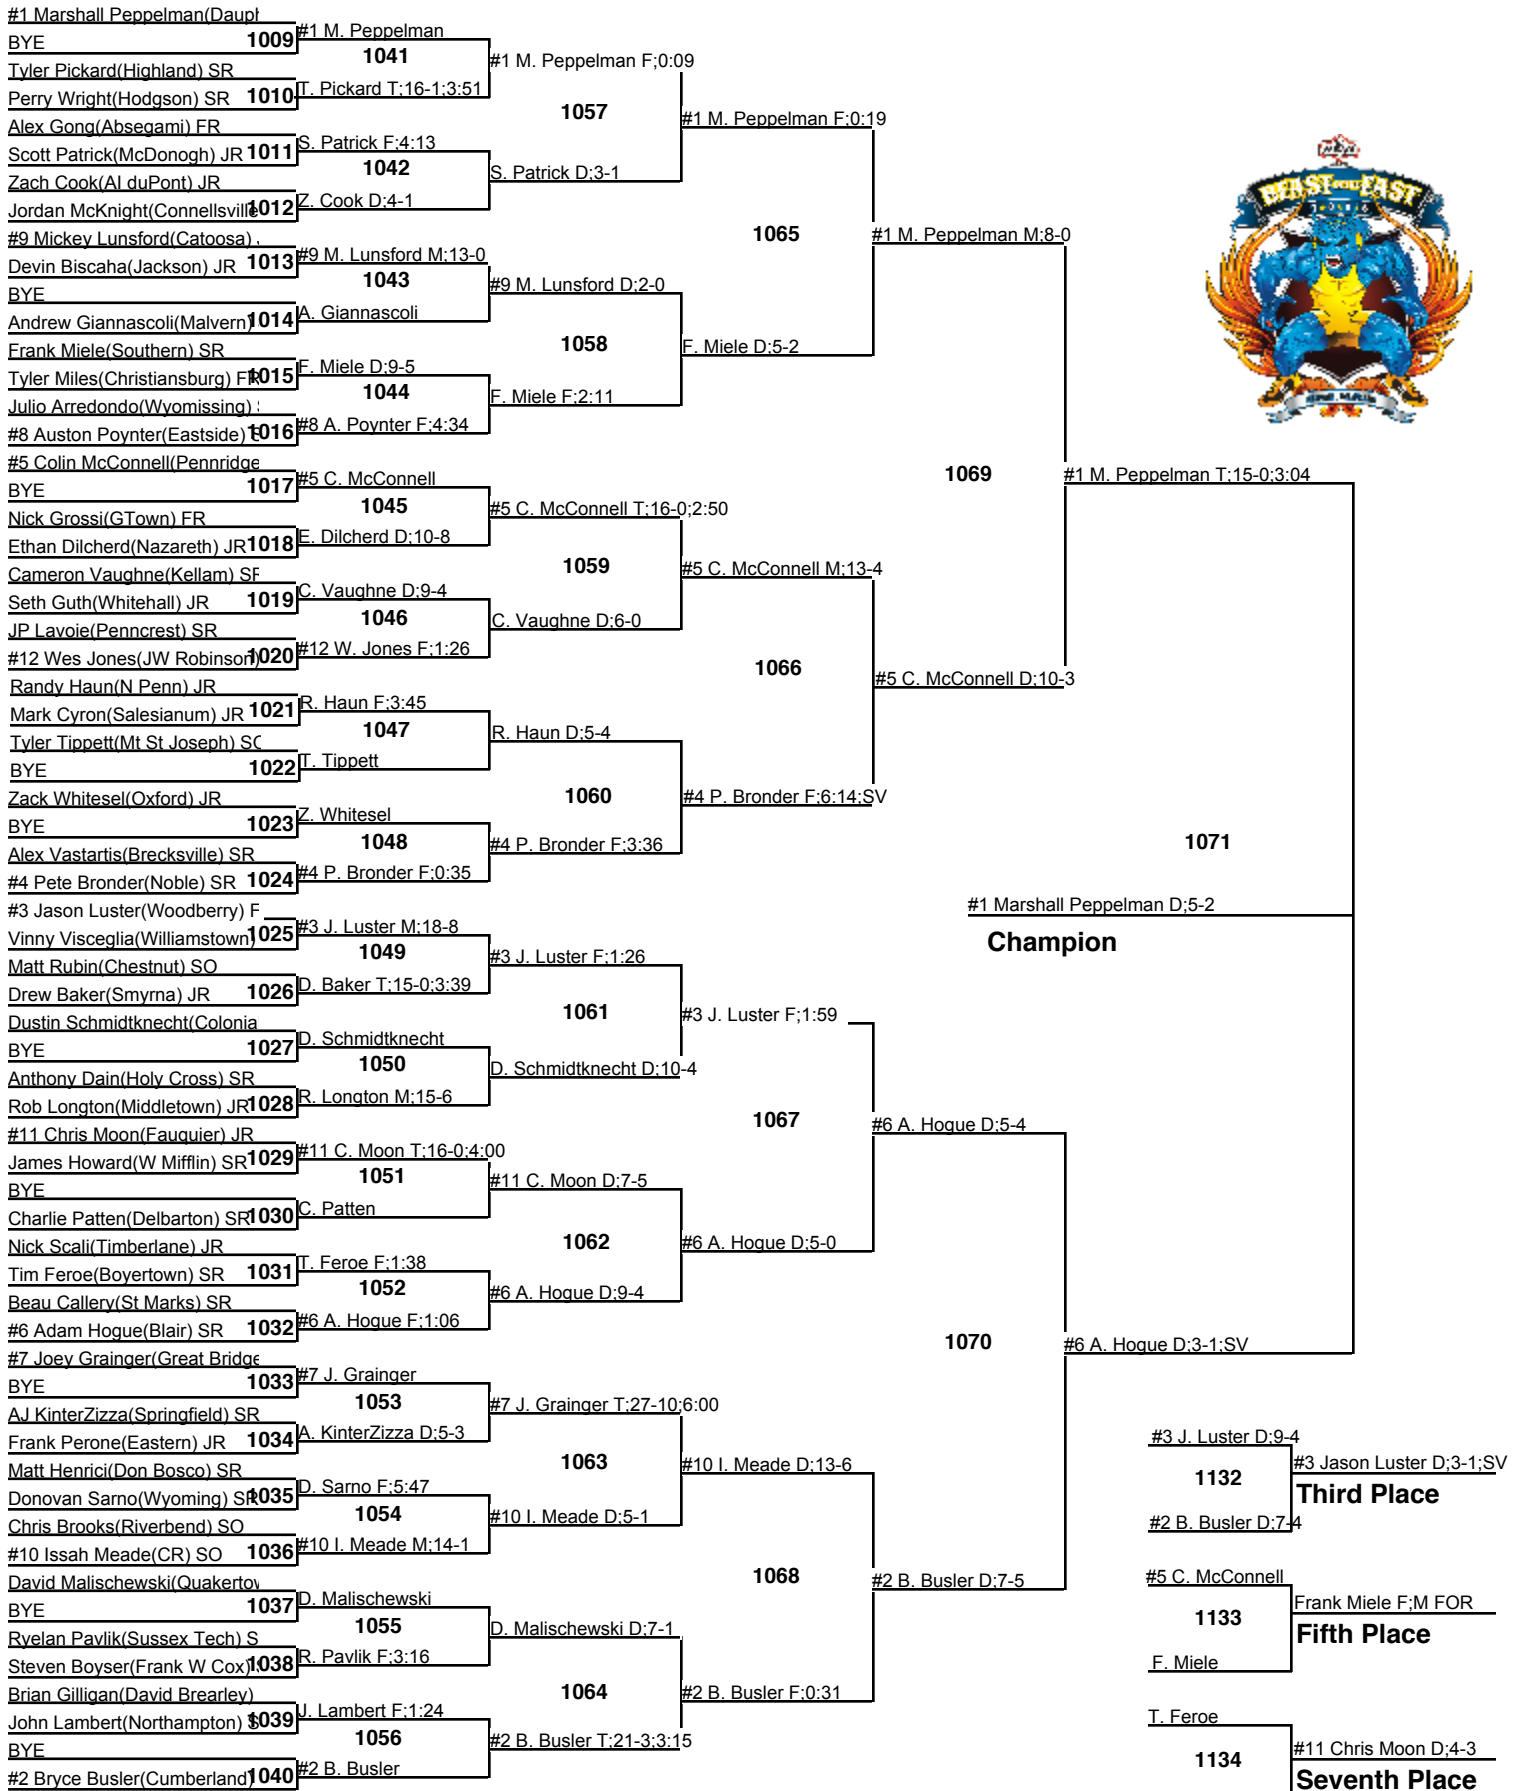 #1 Marshall Peppelman(Dauph
BYE
1009
Tyler Pickard(Highland) SR
Perry Wright(Hodgson) SR
1010
Alex Gong(Absegami) FR
Scott Patrick(McDonogh) JR
1011
Zach Cook(AI duPont) JR
Jordan McKnight(Connellsville
1012
#9 Mickey Lunsford(Catoosa)
Devin Biscaha(Jackson) JR
1013
BYE
Andrew Giannascoli(Malvern)
1014
Frank Miele(Southern) SR
Tyler Miles(Christiansburg) FR
1015
Julio Arredondo(Wyomissing)
#8 Auston Poynter(Eastside) S
1016
#5 Colin McConnell(Pennridge
BYE
1017
Nick Grossi(GTown) FR
Ethan Dilcherd(Nazareth) JR
1018
Cameron Vaughne(Kellam) SR
Seth Guth(Whitehall) JR
1019
JP Lavoie(Penncrest) SR
#12 Wes Jones(JW Robinson)
1020
Randy Haun(N Penn) JR
Mark Cyron(Salesianum) JR
1021
Tyler Tippett(Mt St Joseph) SO
BYE
1022
Zack Whitesel(Oxford) JR
BYE
1023
Alex Vastartis(Brecksville) SR
#4 Pete Bronder(Noble) SR
1024
#3 Jason Luster(Woodberry) F
Vinny Visceglia(Williamstown)
1025
Matt Rubin(Chestnut) SO
Drew Baker(Smyrna) JR
1026
Dustin Schmidtknecht(Colonia
BYE
1027
Anthony Dain(Holy Cross) SR
Rob Longton(Middletown) JR
1028
#11 Chris Moon(Fauquier) JR
James Howard(W Mifflin) SR
1029
BYE
Charlie Patten(Delbarton) SR
1030
Nick Scali(Timberlane) JR
Tim Feroe(Boyertown) SR
1031
Beau Callery(St Marks) SR
#6 Adam Hogue(Blair) SR
1032
#7 Joey Grainger(Great Bridge
BYE
1033
AJ KinterZizza(Springfield) SR
Frank Perone(Eastern) JR
1034
Matt Henrici(Don Bosco) SR
Donovan Sarno(Wyoming) SR
1035
Chris Brooks(Riverbend) SO
#10 Issah Meade(CR) SO
1036
David Malischewski(Quakertow
BYE
1037
Ryelan Pavlik(Sussex Tech) S
Steven Boyser(Frank W Cox)
1038
Brian Gilligan(David Brearley)
John Lambert(Northampton) S
1039
BYE
#2 Bryce Busler(Cumberland)
1040
#1 M. Peppelman
1041
T. Pickard T;16-1;3:51
S. Patrick F;4:13
1042
Z. Cook D;4-1
#9 M. Lunsford M;13-0
1043
A. Giannascoli
F. Miele D;9-5
1044
#8 A. Poynter F;4:34
#5 C. McConnell
1045
E. Dilcherd D;10-8
C. Vaughne D;9-4
1046
#12 W. Jones F;1:26
R. Haun F;3:45
1047
T. Tippett
Z. Whitesel
1048
#4 P. Bronder F;0:35
#3 J. Luster M;18-8
1049
D. Baker T;15-0;3:39
D. Schmidtknecht
1050
R. Longton M;15-6
#11 C. Moon T;16-0;4:00
1051
C. Patten
T. Feroe F;1:38
1052
#6 A. Hogue F;1:06
#7 J. Grainger
1053
A. KinterZizza D;5-3
D. Sarno F;5:47
1054
#10 I. Meade M;14-1
D. Malischewski
1055
R. Pavlik F;3:16
J. Lambert F;1:24
1056
#2 B. Busler
#1 M. Peppelman F;0:09
1057
S. Patrick D;3-1
#9 M. Lunsford D;2-0
1058
F. Miele F;2:11
#5 C. McConnell T;16-0;2:50
1059
C. Vaughne D;6-0
R. Haun D;5-4
1060
#4 P. Bronder F;3:36
#3 J. Luster F;1:26
1061
D. Schmidtknecht D;10-4
#11 C. Moon D;7-5
1062
#6 A. Hogue D;9-4
#7 J. Grainger T;27-10;6:00
1063
#10 I. Meade D;5-1
D. Malischewski D;7-1
1064
#2 B. Busler T;21-3;3:15
#1 M. Peppelman F;0:19
1065
F. Miele D;5-2
#5 C. McConnell M;13-4
1066
#4 P. Bronder F;6:14;SV
#3 J. Luster F;1:59
1067
#6 A. Hogue D;5-0
#10 I. Meade D;13-6
1068
#2 B. Busler F;0:31
#1 M. Peppelman M;8-0
1069
#5 C. McConnell D;10-3
#6 A. Hogue D;5-4
1070
#2 B. Busler D;7-5
#1 M. Peppelman T;15-0;3:04
1071
#6 A. Hogue D;3-1;SV
#1 Marshall Peppelman D;5-2
Champion
BEAST OF THE EAST
#3 J. Luster D;9-4
1132
#2 B. Busler D;7-4
#3 Jason Luster D;3-1;SV
Third Place
#5 C. McConnell
1133
F. Miele
Frank Miele F;M FOR
Fifth Place
T. Feroe
1134
#11 Chris Moon D;4-3
Seventh Place